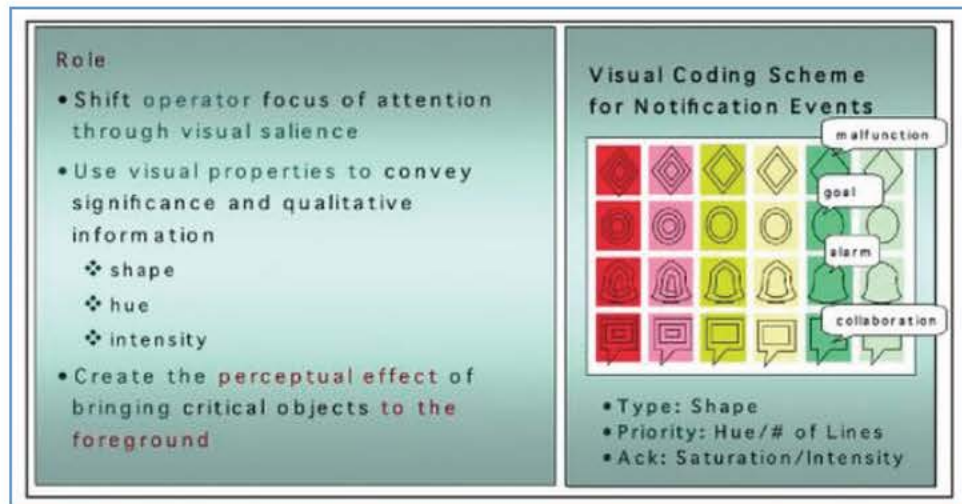 Role
• Shift operator focus of attention
through visual salience
• Use visual properties to convey
significance and qualitative
information
❖ shape
❖ hue
❖ intensity
• Create the perceptual effect of
bringing critical objects to the
foreground
Visual Coding Scheme
for Notification Events
malfunction
goal
alarm
collaboration
• Type: Shape
• Priority: Hue/# of Lines
• Ack: Saturation/Intensity